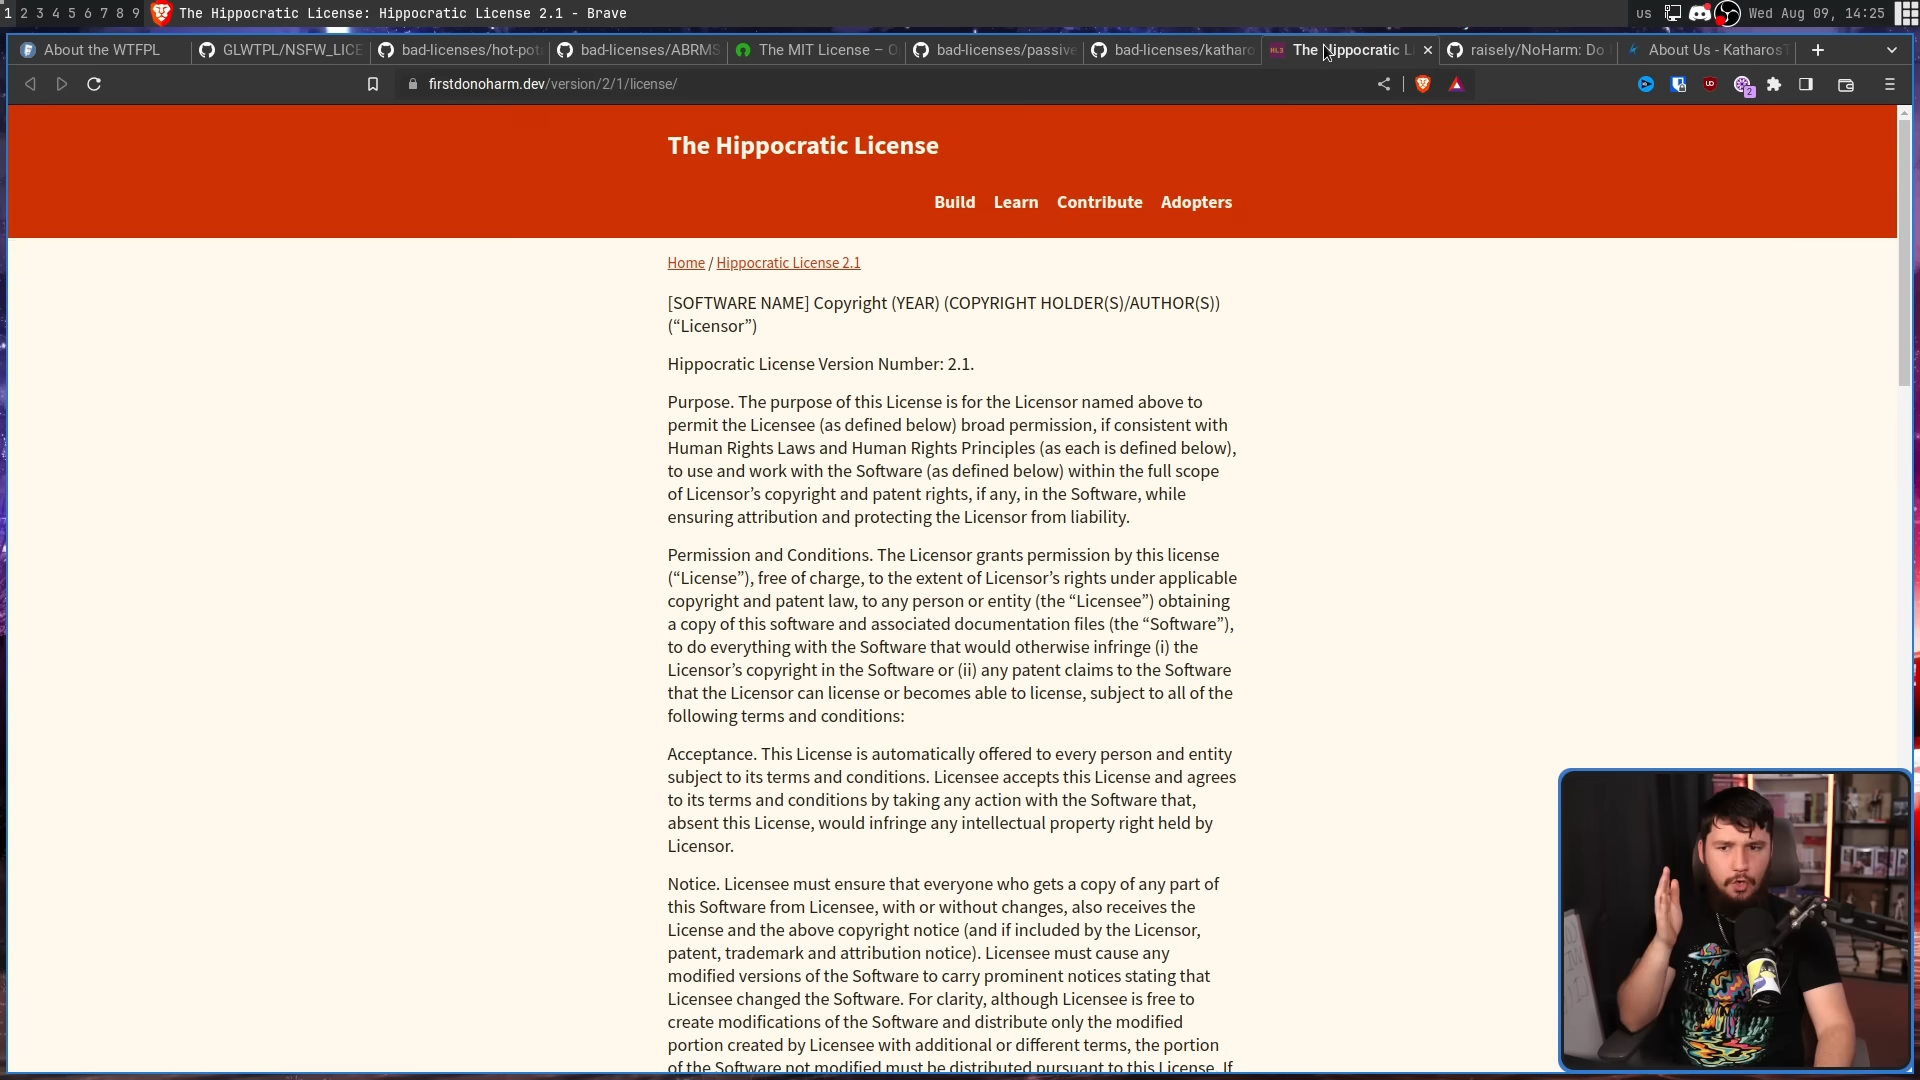 1 2 3 4 5 6 7 8 9 The Hippocratic License: Hippocratic License 2.1 - Brave us Wed Aug 09, 14:25
About the WTFPL GLWTPL/NSFW_LICE bad-licenses/hot-pot bad-licenses/ABRMS The MIT License – O bad-licenses/passive bad-licenses/katharo The Hippocratic Li raisely/NoHarm: Do About Us - KatharosT
firstdonoharm.dev/version/2/1/license/ 2
The Hippocratic License
Build Learn Contribute Adopters
Home / Hippocratic License 2.1
[SOFTWARE NAME] Copyright (YEAR) (COPYRIGHT HOLDER(S)/AUTHOR(S))
(“Licensor”)
Hippocratic License Version Number: 2.1.
Purpose. The purpose of this License is for the Licensor named above to
permit the Licensee (as defined below) broad permission, if consistent with
Human Rights Laws and Human Rights Principles (as each is defined below),
to use and work with the Software (as defined below) within the full scope
of Licensor’s copyright and patent rights, if any, in the Software, while
ensuring attribution and protecting the Licensor from liability.
Permission and Conditions. The Licensor grants permission by this license
(“License”), free of charge, to the extent of Licensor’s rights under applicable
copyright and patent law, to any person or entity (the “Licensee”) obtaining
a copy of this software and associated documentation files (the “Software”),
to do everything with the Software that would otherwise infringe (i) the
Licensor’s copyright in the Software or (ii) any patent claims to the Software
that the Licensor can license or becomes able to license, subject to all of the
following terms and conditions:
Acceptance. This License is automatically offered to every person and entity
subject to its terms and conditions. Licensee accepts this License and agrees
to its terms and conditions by taking any action with the Software that,
absent this License, would infringe any intellectual property right held by
Licensor.
Notice. Licensee must ensure that everyone who gets a copy of any part of
this Software from Licensee, with or without changes, also receives the
License and the above copyright notice (and if included by the Licensor,
patent, trademark and attribution notice). Licensee must cause any
modified versions of the Software to carry prominent notices stating that
Licensee changed the Software. For clarity, although Licensee is free to
create modifications of the Software and distribute only the modified
portion created by Licensee with additional or different terms, the portion
of the Software not modified must be distributed pursuant to this License. If